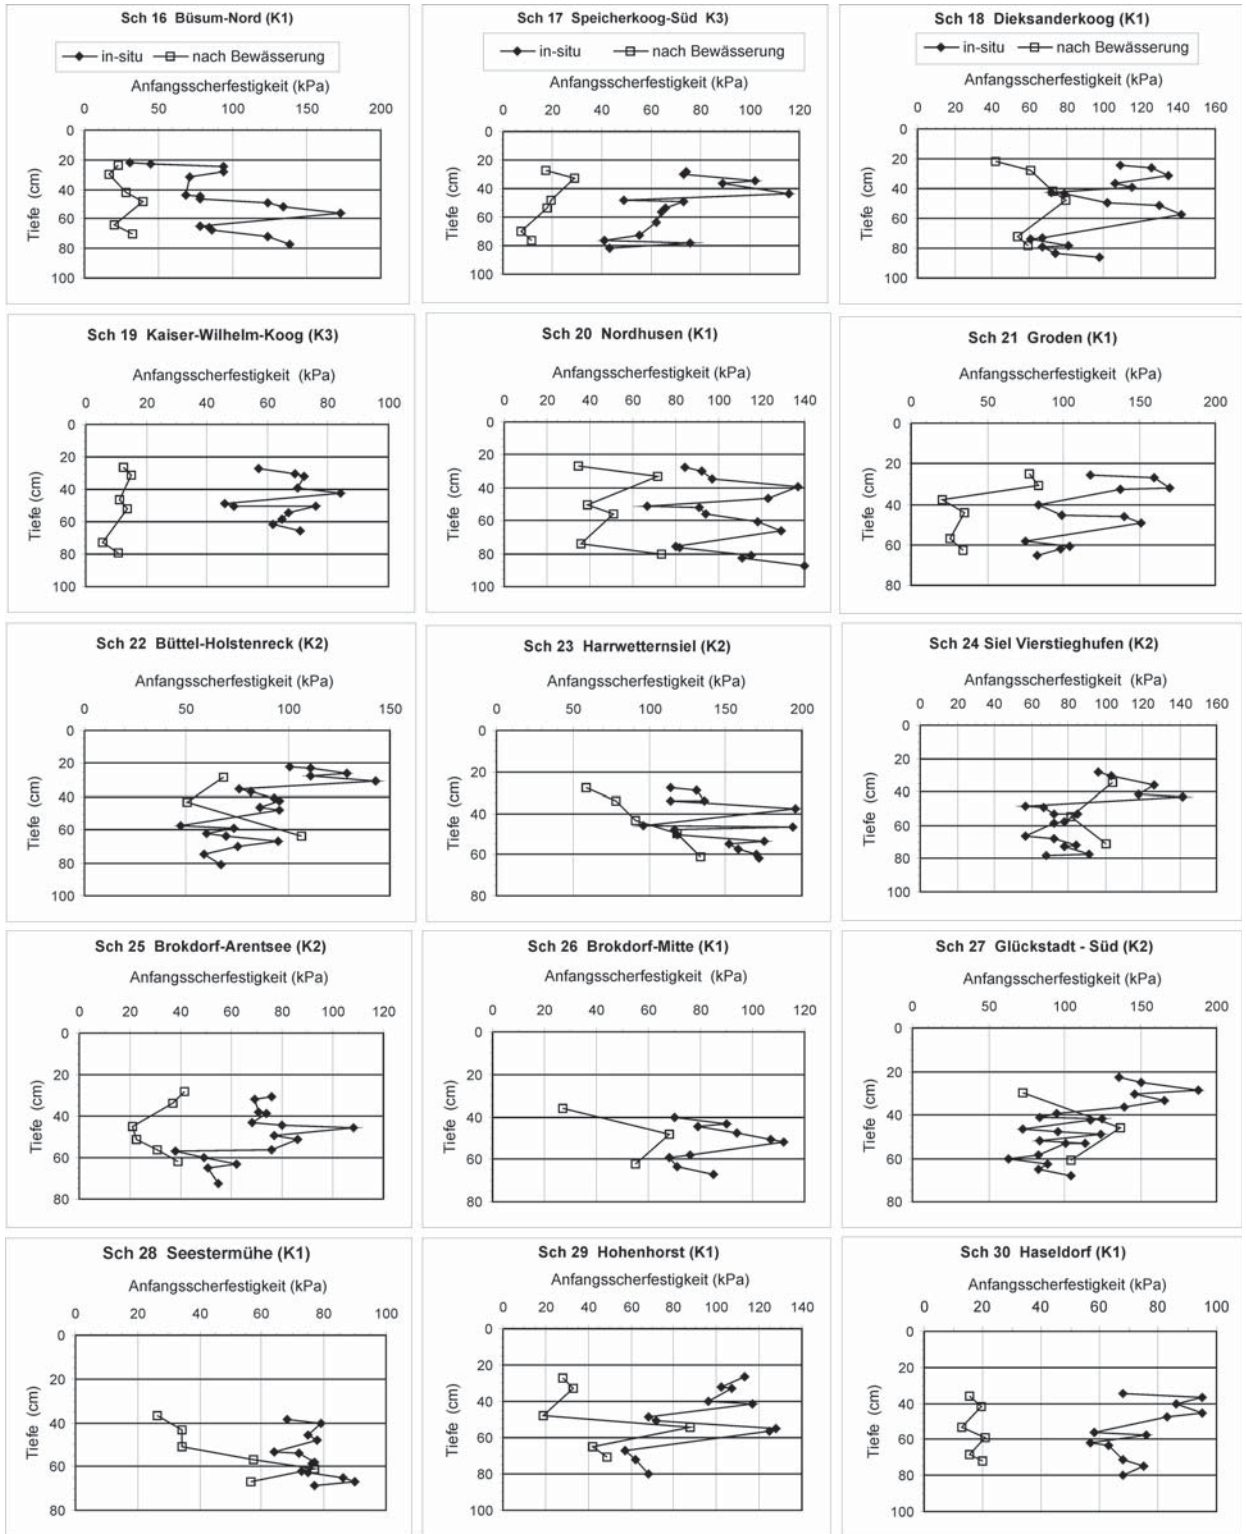 Sch 16 Büsum-Nord (K1)
in-situ nach Bewässerung
Anfangsscherfestigkeit (kPa)
0 50 100 150 200
Tiefe (cm)
0
20
40
60
80
100
Sch 17 Speicherkoog-Süd K3)
in-situ nach Bewässerung
Anfangsscherfestigkeit (kPa)
0 20 40 60 80 100 120
Tiefe (cm)
0
20
40
60
80
100
Sch 18 Dieksanderkoog (K1)
in-situ nach Bewässerung
Anfangsscherfestigkeit (kPa)
0 20 40 60 80 100 120 140 160
Tiefe (cm)
0
20
40
60
80
100
Sch 19 Kaiser-Wilhelm-Koog (K3)
Anfangsscherfestigkeit (kPa)
0 20 40 60 80 100
Tiefe (cm)
0
20
40
60
80
100
Sch 20 Nordhusen (K1)
Anfangsscherfestigkeit (kPa)
0 20 40 60 80 100 120 140
Tiefe (cm)
0
20
40
60
80
100
Sch 21 Groden (K1)
Anfangsscherfestigkeit (kPa)
0 50 100 150 200
Tiefe (cm)
0
20
40
60
80
Sch 22 Büttel-Holstenreck (K2)
Anfangsscherfestigkeit (kPa)
0 50 100 150
Tiefe (cm)
0
20
40
60
80
100
Sch 23 Harrwetternsiel (K2)
Anfangsscherfestigkeit (kPa)
0 50 100 150 200
Tiefe (cm)
0
20
40
60
80
Sch 24 Siel Vierstieghufen (K2)
Anfangsscherfestigkeit (kPa)
0 20 40 60 80 100 120 140 160
Tiefe (cm)
0
20
40
60
80
100
Sch 25 Brokdorf-Arentsee (K2)
Anfangsscherfestigkeit (kPa)
0 20 40 60 80 100 120
Tiefe (cm)
0
20
40
60
80
Sch 26 Brokdorf-Mitte (K1)
Anfangsscherfestigkeit (kPa)
0 20 40 60 80 100 120
Tiefe (cm)
0
20
40
60
80
Sch 27 Glückstadt - Süd (K2)
Anfangsscherfestigkeit (kPa)
0 50 100 150 200
Tiefe (cm)
0
20
40
60
80
Sch 28 Seestermühe (K1)
Anfangsscherfestigkeit (kPa)
0 20 40 60 80 100
Tiefe (cm)
0
20
40
60
80
Sch 29 Hohenhorst (K1)
Anfangsscherfestigkeit (kPa)
0 20 40 60 80 100 120 140
Tiefe (cm)
0
20
40
60
80
100
Sch 30 Haseldorf (K1)
Anfangsscherfestigkeit (kPa)
0 20 40 60 80 100
Tiefe (cm)
0
20
40
60
80
100